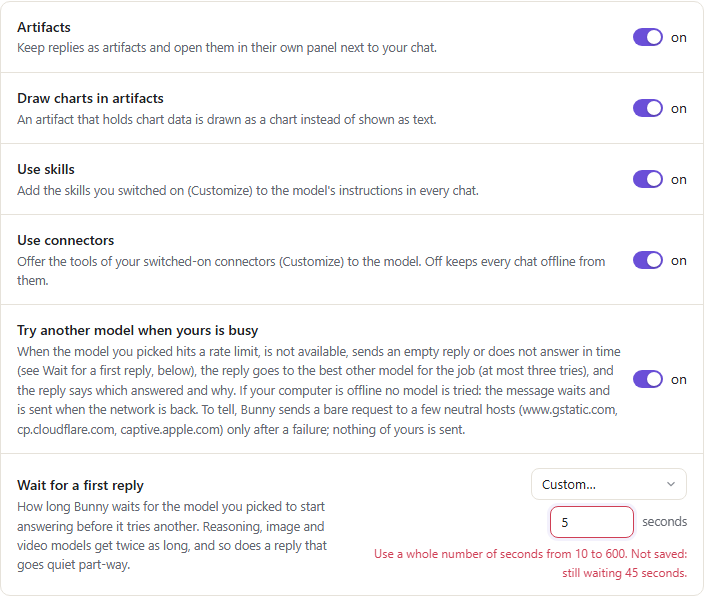 Artifacts
Keep replies as artifacts and open them in their own panel next to your chat.
on
Draw charts in artifacts
An artifact that holds chart data is drawn as a chart instead of shown as text.
on
Use skills
Add the skills you switched on (Customize) to the model's instructions in every chat.
on
Use connectors
Offer the tools of your switched-on connectors (Customize) to the model. Off keeps every chat offline from
them.
on
Try another model when yours is busy
When the model you picked hits a rate limit, is not available, sends an empty reply or does not answer in time
(see Wait for a first reply, below), the reply goes to the best other model for the job (at most three tries), and
the reply says which answered and why. If your computer is offline no model is tried: the message waits and
is sent when the network is back. To tell, Bunny sends a bare request to a few neutral hosts (www.gstatic.com,
cp.cloudflare.com, captive.apple.com) only after a failure; nothing of yours is sent.
on
Wait for a first reply
How long Bunny waits for the model you picked to start
answering before it tries another. Reasoning, image and
video models get twice as long, and so does a reply that
goes quiet part-way.
Custom...
5 seconds
Use a whole number of seconds from 10 to 600. Not saved:
still waiting 45 seconds.